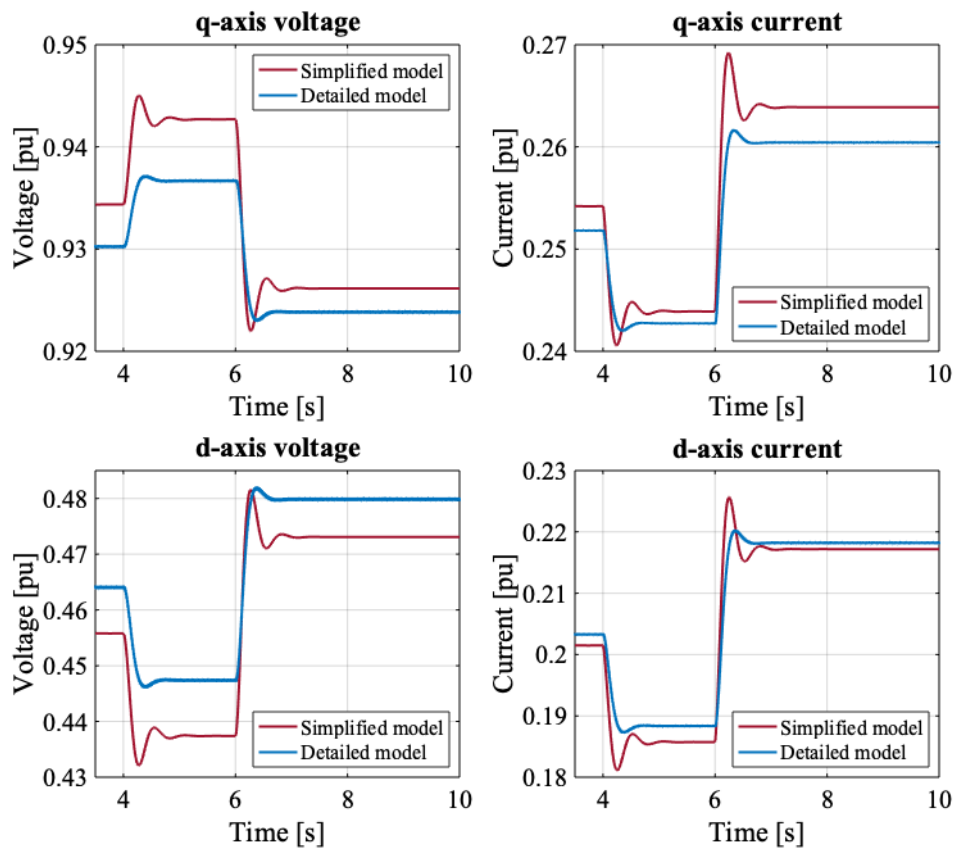 q-axis voltage
0.95
0.94
0.93
0.92
Voltage [pu]
Simplified model
Detailed model
4 6 8 10
Time [s]
q-axis current
0.27
0.26
0.25
0.24
Current [pu]
Simplified model
Detailed model
4 6 8 10
Time [s]
d-axis voltage
0.48
0.47
0.46
0.45
0.44
0.43
Voltage [pu]
Simplified model
Detailed model
4 6 8 10
Time [s]
d-axis current
0.23
0.22
0.21
0.2
0.19
0.18
Current [pu]
Simplified model
Detailed model
4 6 8 10
Time [s]